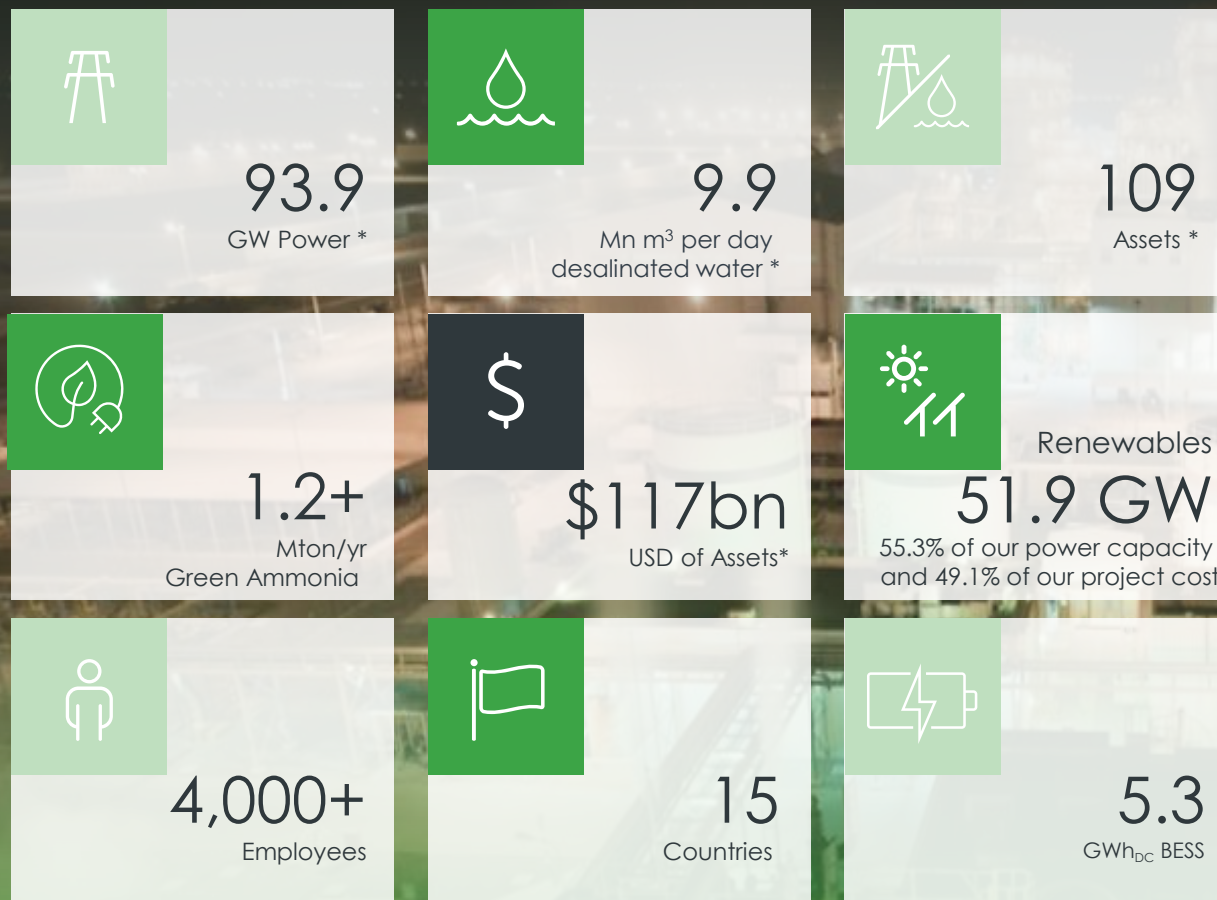 93.9
GW Power *
9.9
Mn m³ per day
desalinated water *
109
Assets *
1.2+
Mton/yr
Green Ammonia
$
$117bn
USD of Assets*
Renewables
51.9 GW
55.3% of our power capacity
and 49.1% of our project cost
4,000+
Employees
15
Countries
5.3
GWhDC BESS